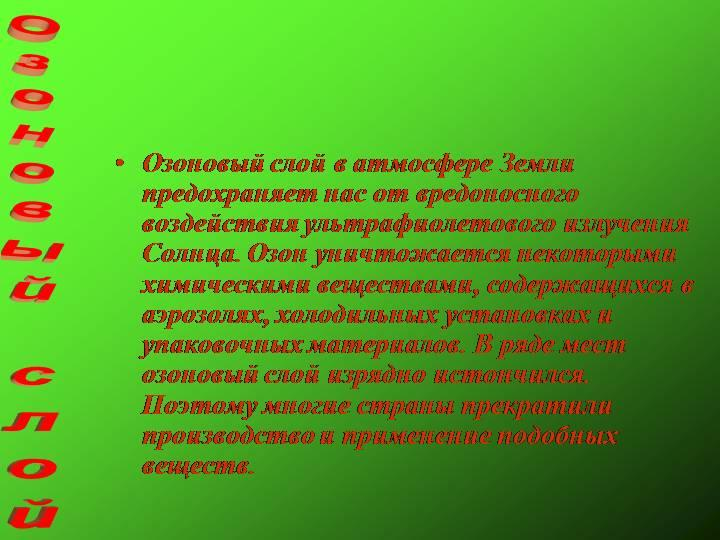 Озоновый слой
• Озоновый слой в атмосфере Земли
предохраняет нас от вредоносного
воздействия ультрафиолетового излучения
Солнца. Озон уничтожается некоторыми
химическими веществами, содержащихся в
аэрозолях, холодильных установках и
упаковочных материалов. В ряде мест
озоновый слой изрядно истончился.
Поэтому многие страны прекратили
производство и применение подобных
веществ.